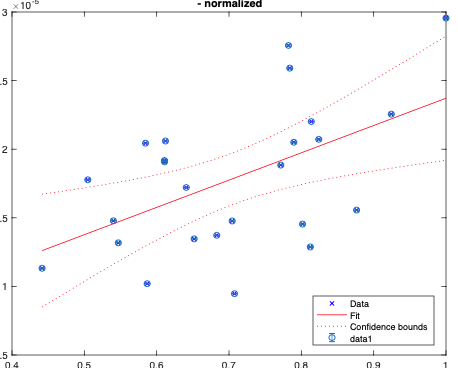 ×10⁻⁵
- normalized
3
.5
2
.5
1
.5
0.4 0.5 0.6 0.7 0.8 0.9 1
Data
Fit
Confidence bounds
data1